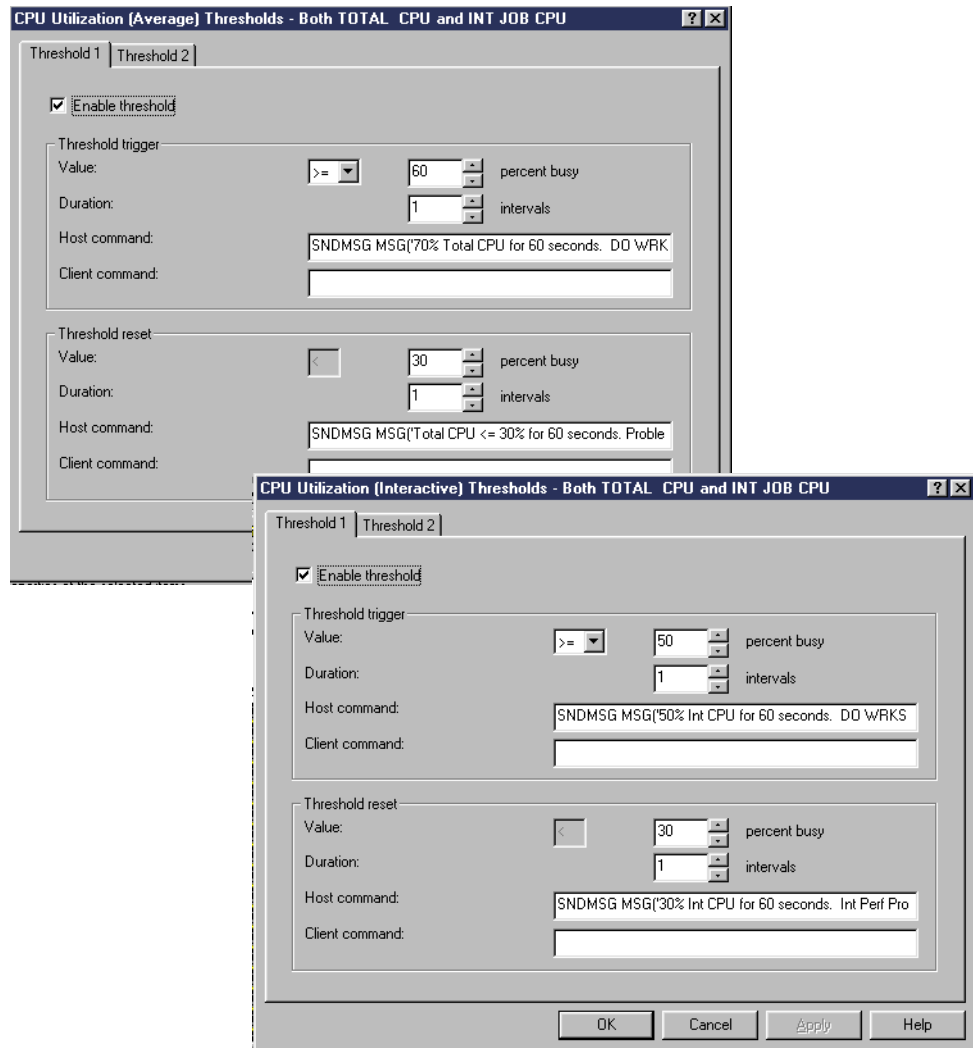 CPU Utilization (Average) Thresholds - Both TOTAL CPU and INT JOB CPU
Threshold 1 Threshold 2
Enable threshold
Threshold trigger
Value: >= 60 percent busy
Duration: 1 intervals
Host command: SNDMSG MSG('70% Total CPU for 60 seconds. DO WRK
Client command:
Threshold reset
Value: < 30 percent busy
Duration: 1 intervals
Host command: SNDMSG MSG('Total CPU <= 30% for 60 seconds. Proble
Client command:
CPU Utilization (Interactive) Thresholds - Both TOTAL CPU and INT JOB CPU
Threshold 1 Threshold 2
Enable threshold
Threshold trigger
Value: >= 50 percent busy
Duration: 1 intervals
Host command: SNDMSG MSG('50% Int CPU for 60 seconds. DO WRKS
Client command:
Threshold reset
Value: < 30 percent busy
Duration: 1 intervals
Host command: SNDMSG MSG('30% Int CPU for 60 seconds. Int Perf Pro
Client command:
OK Cancel Apply Help